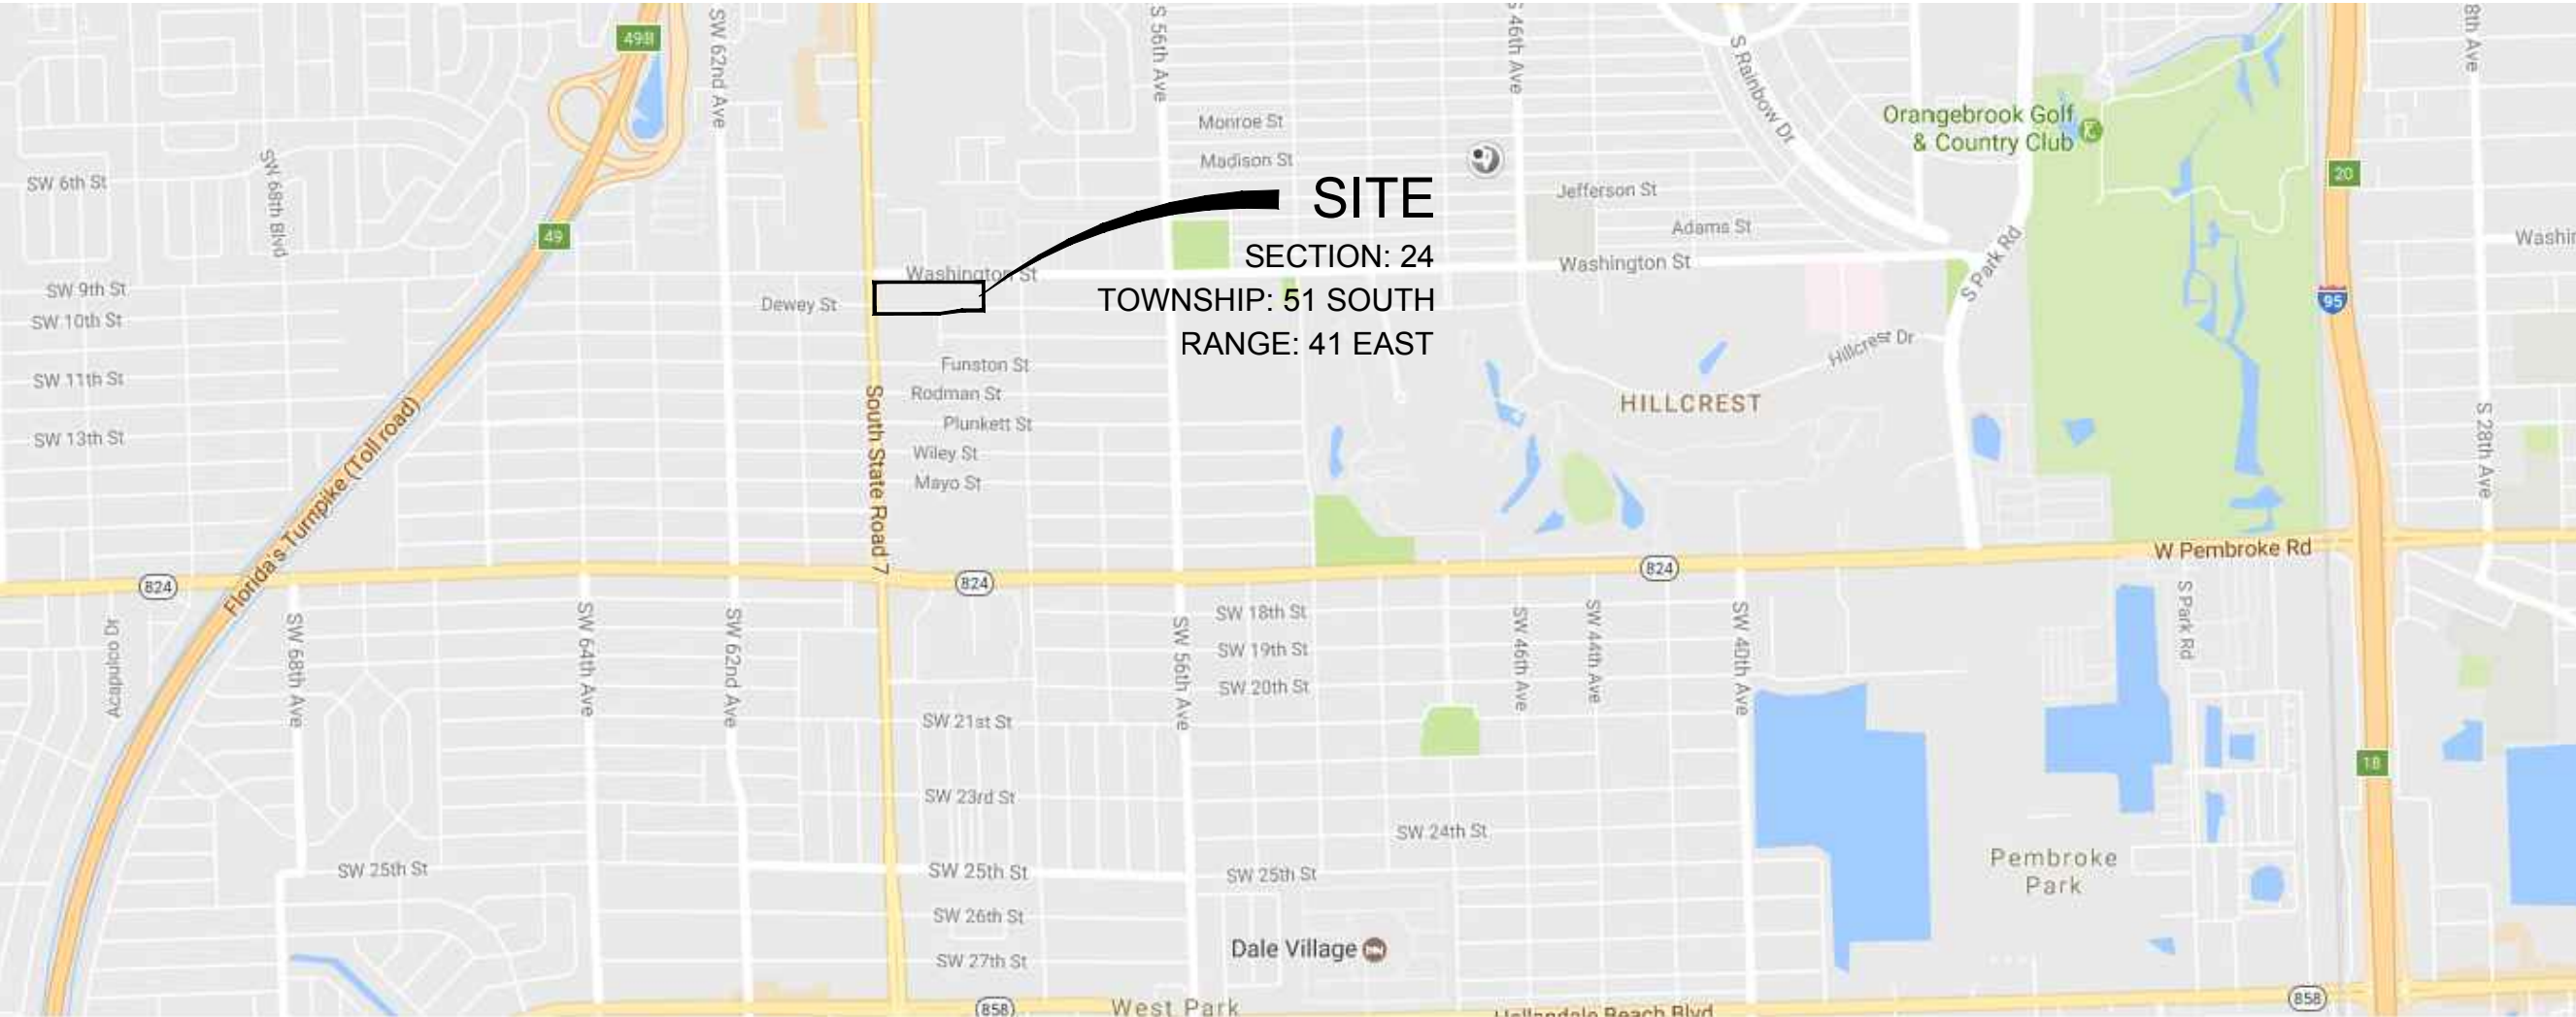 49B
SW 62nd Ave
S 56th Ave
S 46th Ave
S Rainbow Dr
8th Ave
Monroe St
Madison St
Orangebrook Golf
& Country Club
SW 6th St
SW 68th Blvd
Jefferson St
20
SITE
Adams St
49
SECTION: 24
Washington St
Washington St
S Park Rd
SW 9th St
Dewey St
TOWNSHIP: 51 SOUTH
95
SW 10th St
RANGE: 41 EAST
Hillcrest Dr
Funston St
SW 11th St
Rodman St
HILLCREST
South State Road 7
Plunkett St
SW 13th St
Wiley St
S 28th Ave
Mayo St
Florida's Turnpike (Toll road)
W Pembroke Rd
824
824
824
Acapulco Dr
SW 68th Ave
SW 64th Ave
SW 62nd Ave
SW 56th Ave
SW 18th St
SW 46th Ave
SW 44th Ave
SW 40th Ave
S Park Rd
SW 19th St
SW 20th St
SW 21st St
18
SW 23rd St
SW 24th St
Pembroke
Park
SW 25th St
SW 25th St
SW 25th St
SW 26th St
Dale Village
SW 27th St
858
West Park
Hallandale Beach Blvd
858